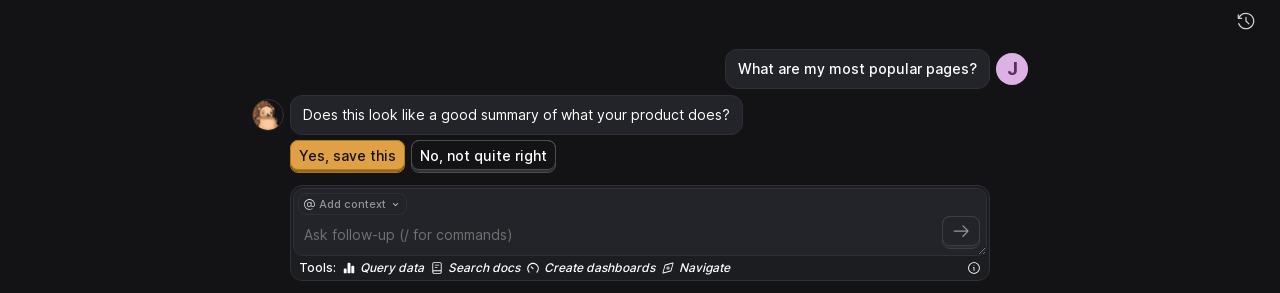 What are my most popular pages?
J
Does this look like a good summary of what your product does?
Yes, save this No, not quite right
@ Add context
Ask follow-up (/ for commands)
Tools: Query data Search docs Create dashboards Navigate